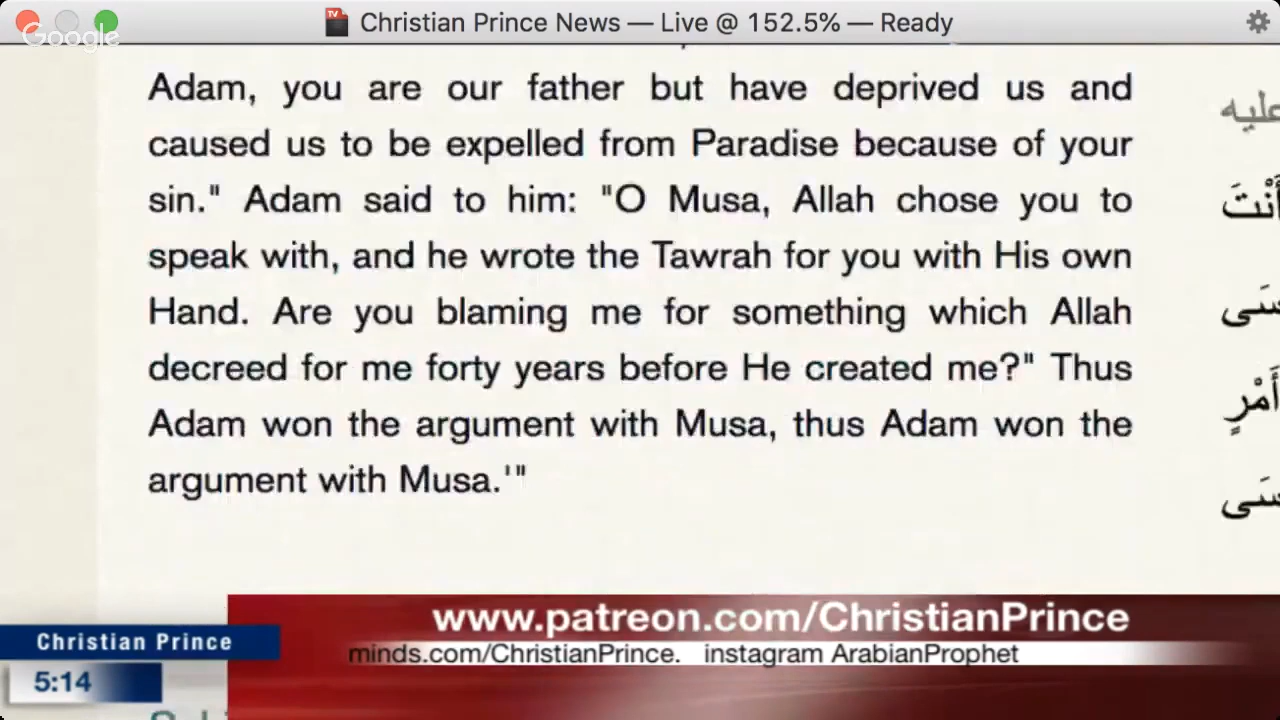 Christian Prince News — Live @ 152.5% — Ready
Google
Adam, you are our father but have deprived us and
caused us to be expelled from Paradise because of your
sin." Adam said to him: "O Musa, Allah chose you to
speak with, and he wrote the Tawrah for you with His own
Hand. Are you blaming me for something which Allah
decreed for me forty years before He created me?" Thus
Adam won the argument with Musa, thus Adam won the
argument with Musa.'"
عليه
أَنْتَ
أَمْرٍ
www.patreon.com/ChristianPrince
minds.com/ChristianPrince. instagram ArabianProphet
Christian Prince
5:14